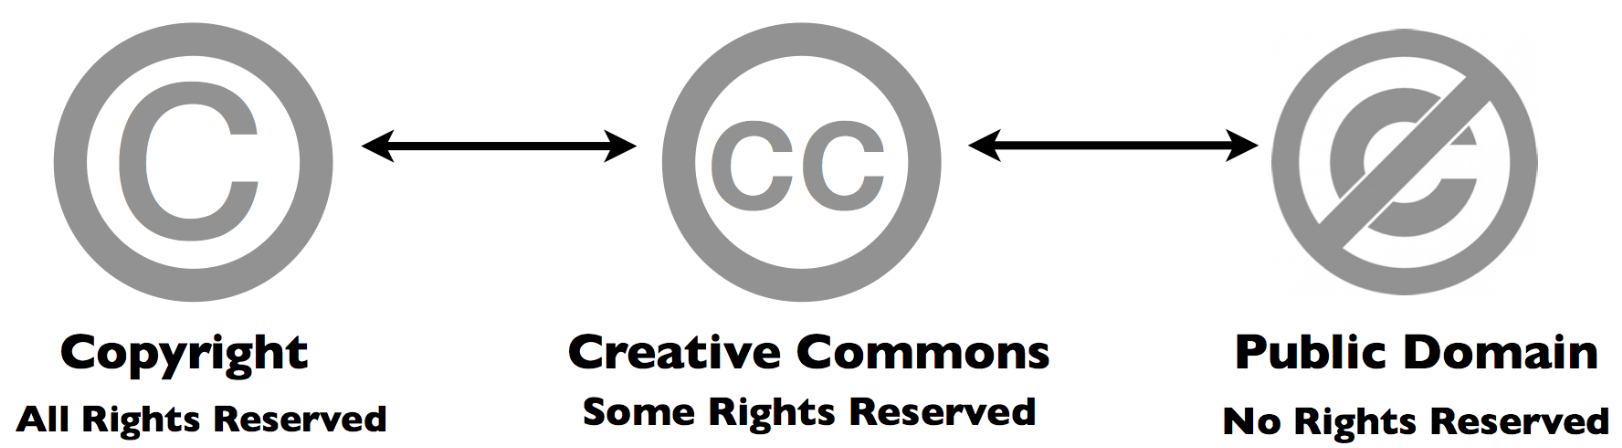 C
CC
C
Copyright
Creative Commons
Public Domain
All Rights Reserved
Some Rights Reserved
No Rights Reserved